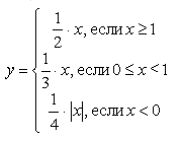 y = { 1/2 · x, если x ≥ 1
1/3 · x, если 0 ≤ x < 1
1/4 · |x|, если x < 0